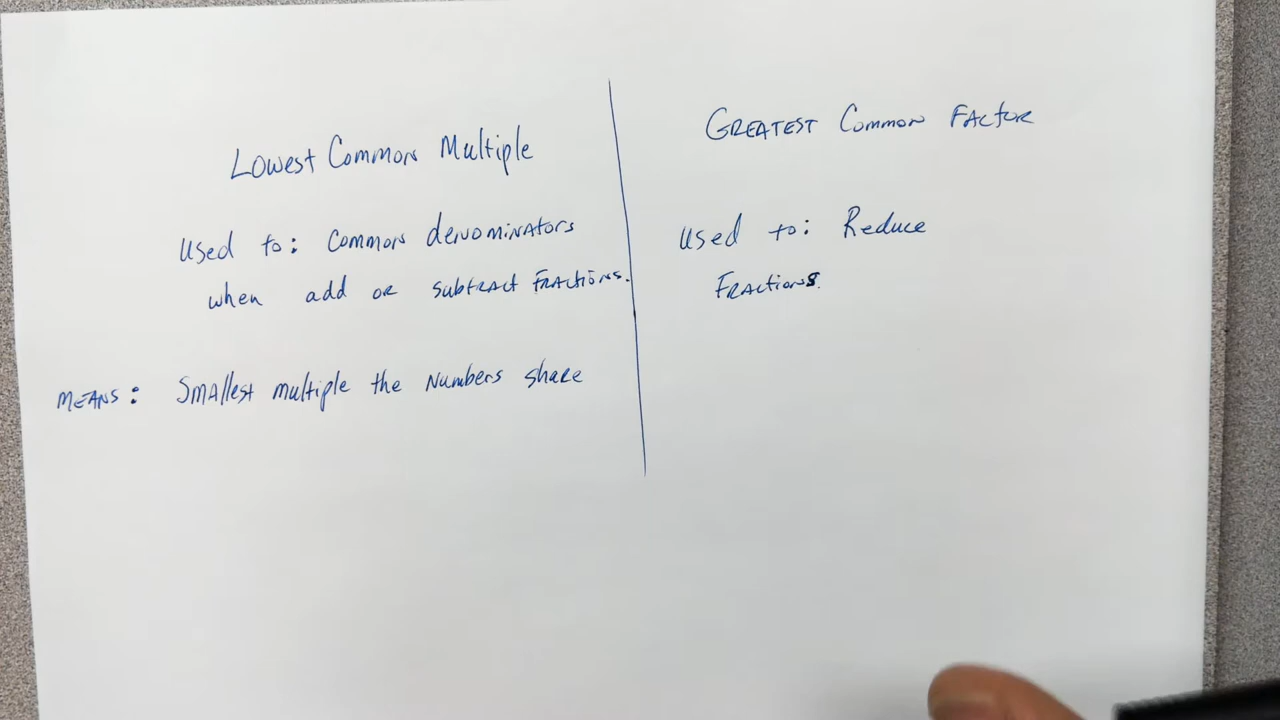 Lowest Common Multiple
Used to: Common denominators
when add or subtract Fractions.
MEANS: Smallest multiple the Numbers share
GREATEST Common Factor
Used to: Reduce
Fractions.